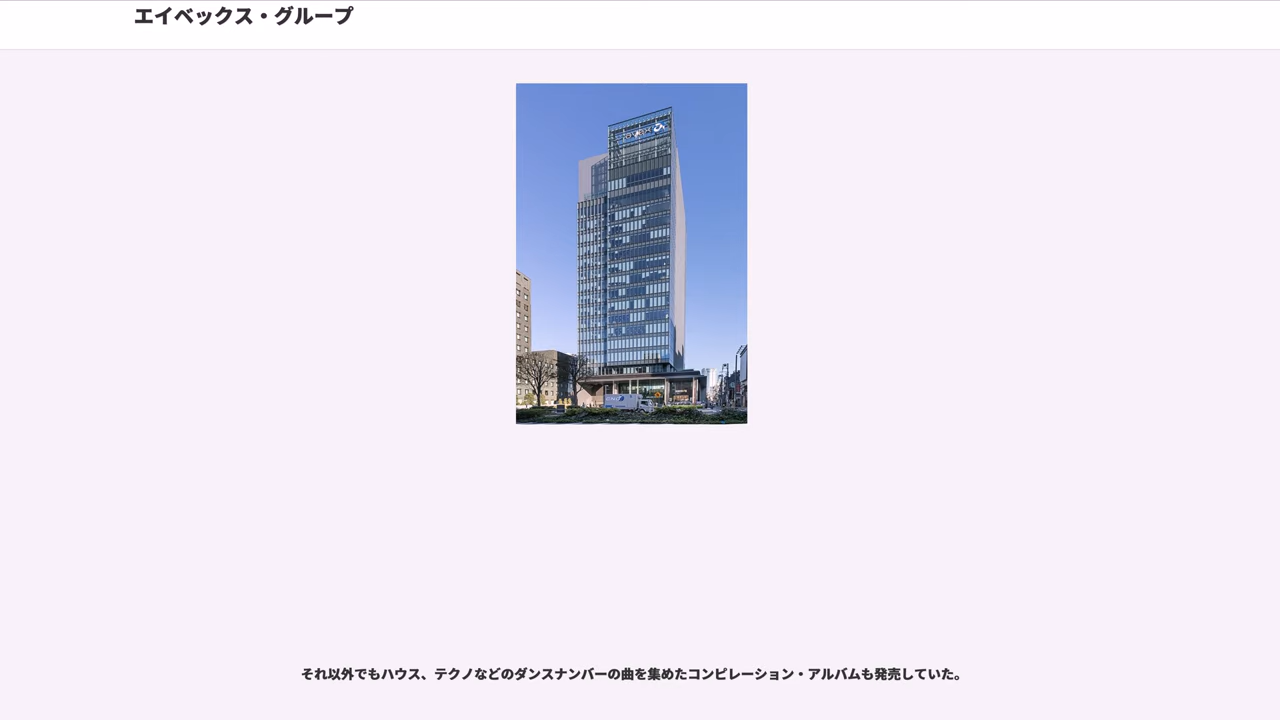 エイベックス・グループ
それ以外でもハウス、テクノなどのダンスナンバーの曲を集めたコンピレーション・アルバムも発売していた。